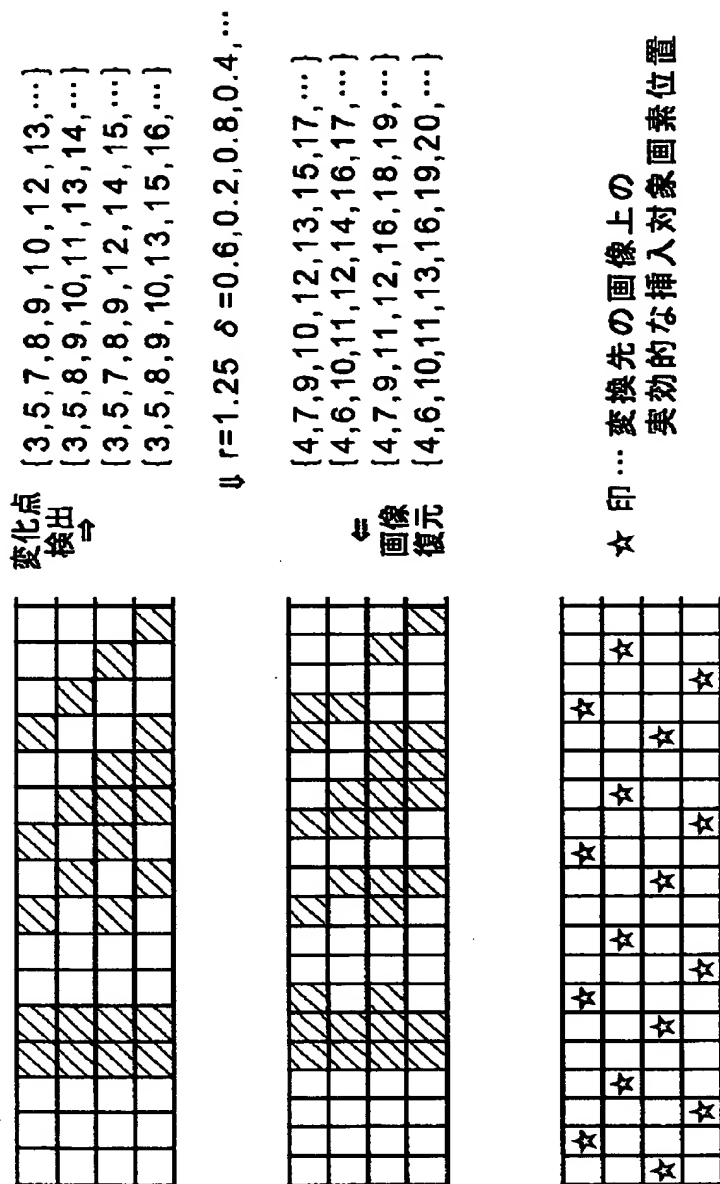 変化点
検出
⇒
{3,5,7,8,9,10,12,13,…}
{3,5,8,9,10,11,13,14,…}
{3,5,7,8,9,12,14,15,…}
{3,5,8,9,10,13,15,16,…}
⇓ r=1.25 δ=0.6,0.2,0.8,0.4,…
⇐
画像
復元
{4,7,9,10,12,13,15,17,…}
{4,6,10,11,12,14,16,17,…}
{4,7,9,11,12,16,18,19,…}
{4,6,10,11,13,16,19,20,…}
☆ 印… 変換先の画像上の
実効的な挿入対象画素位置